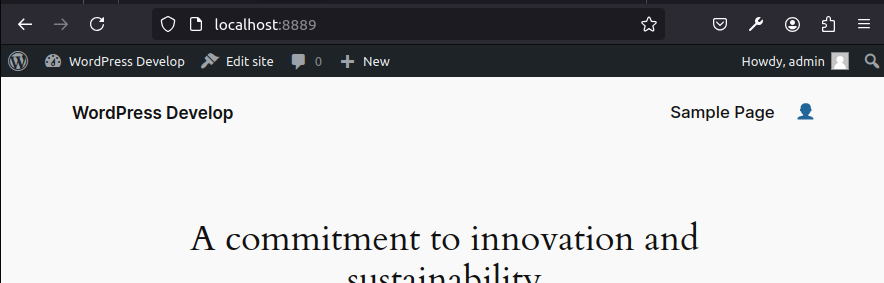 localhost:8889
WordPress Develop Edit site 0 New Howdy, admin
WordPress Develop Sample Page
A commitment to innovation and
sustainability